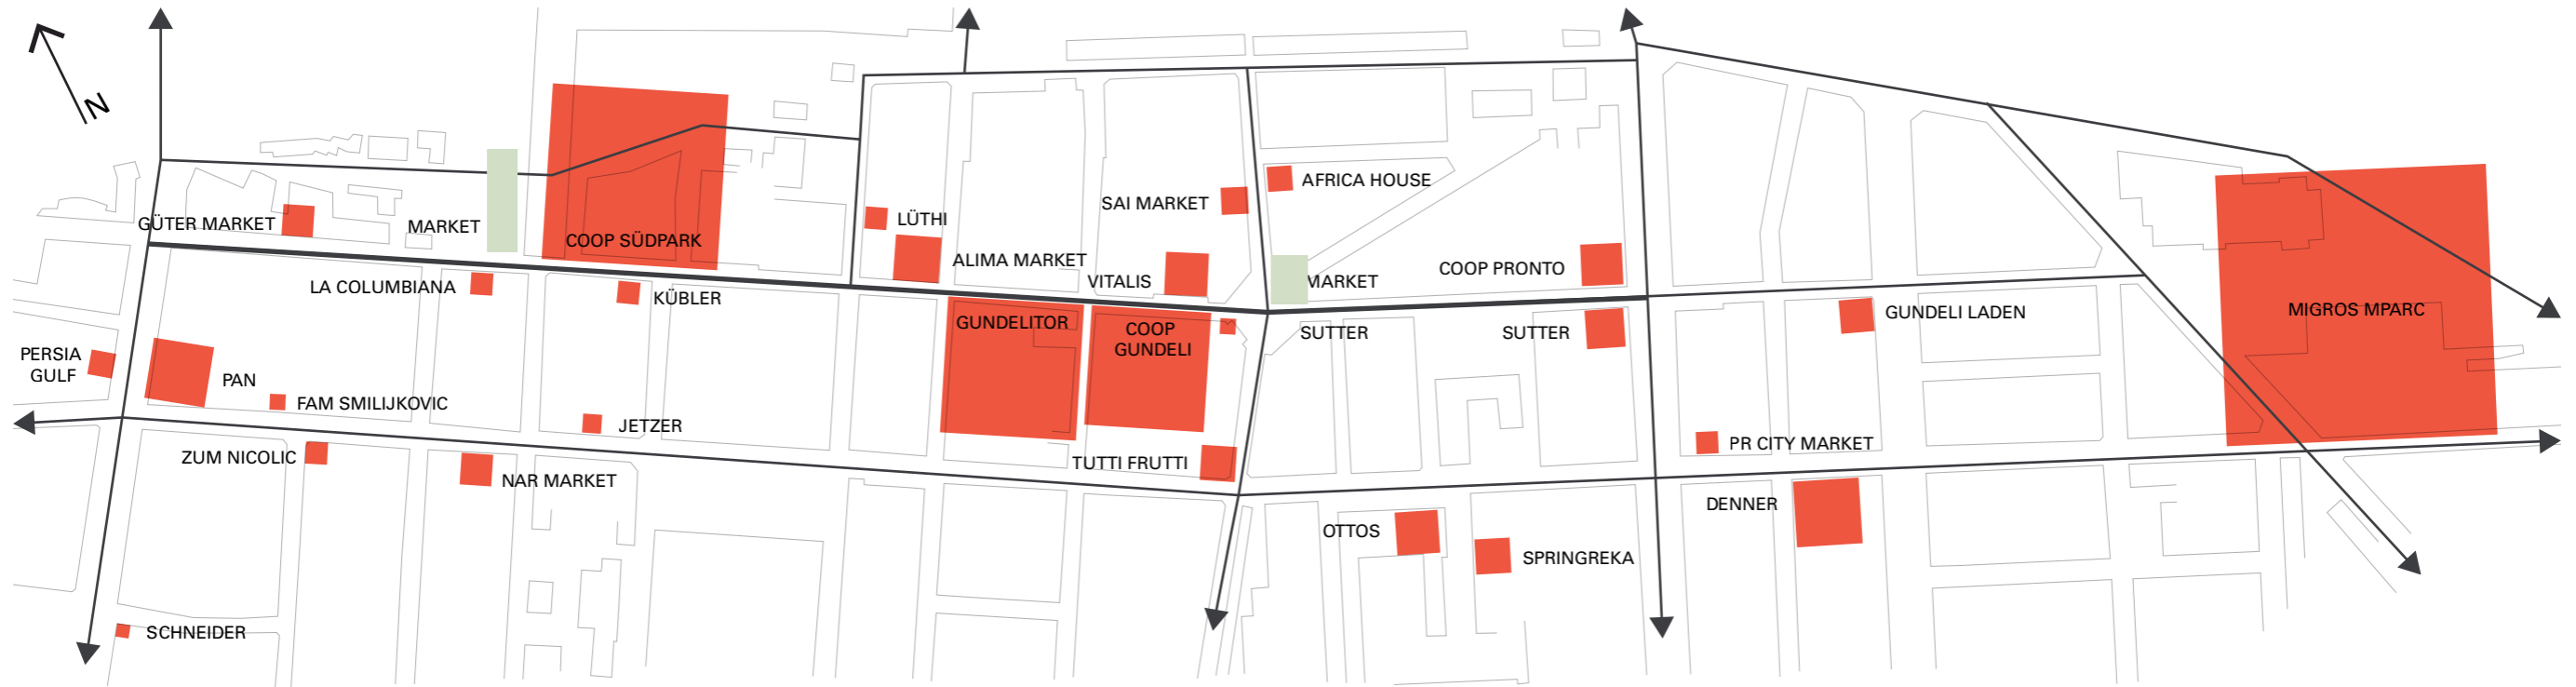 N
AFRICA HOUSE
SAI MARKET
LÜTHI
GÜTER MARKET
MARKET
COOP SÜDPARK
ALIMA MARKET
COOP PRONTO
VITALIS
MARKET
LA COLUMBIANA
KÜBLER
GUNDELITOR
COOP
GUNDELI
SUTTER
SUTTER
GUNDELI LADEN
MIGROS MPARC
PERSIA
GULF
PAN
FAM SMILIJKOVIC
JETZER
PR CITY MARKET
ZUM NICOLIC
TUTTI FRUTTI
NAR MARKET
DENNER
OTTOS
SPRINGREKA
SCHNEIDER